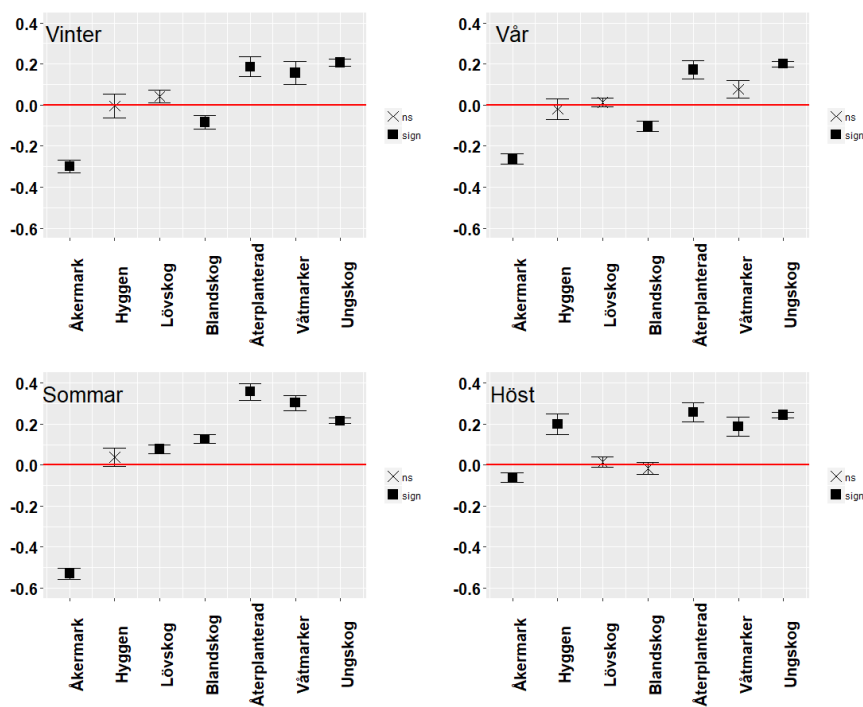 Vinter
0.4
0.2
0.0
-0.2
-0.4
-0.6
Åkermark
Hyggen
Lövskog
Blandskog
Återplanterad
Våtmarker
Ungskog
ns
sign
Vår
0.4
0.2
0.0
-0.2
-0.4
-0.6
Åkermark
Hyggen
Lövskog
Blandskog
Återplanterad
Våtmarker
Ungskog
ns
sign
Sommar
0.4
0.2
0.0
-0.2
-0.4
-0.6
Åkermark
Hyggen
Lövskog
Blandskog
Återplanterad
Våtmarker
Ungskog
ns
sign
Höst
0.4
0.2
0.0
-0.2
-0.4
-0.6
Åkermark
Hyggen
Lövskog
Blandskog
Återplanterad
Våtmarker
Ungskog
ns
sign